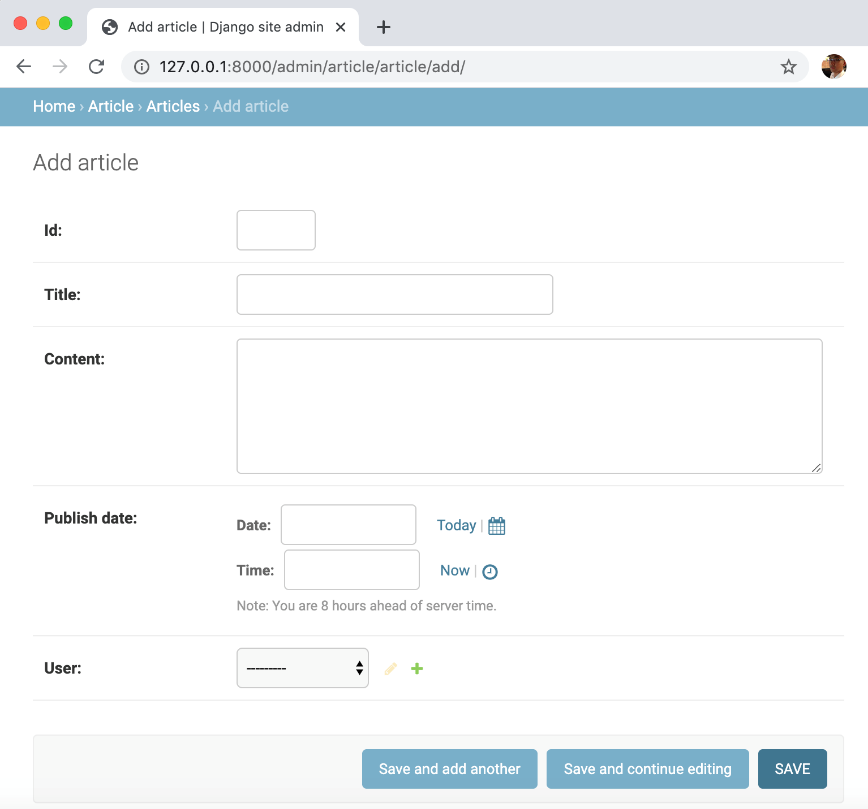 Add article | Django site admin
127.0.0.1:8000/admin/article/article/add/
Home › Article › Articles › Add article
Add article
Id:
Title:
Content:
Publish date:
Date:
Today |
Time:
Now |
Note: You are 8 hours ahead of server time.
User:
---------
Save and add another
Save and continue editing
SAVE